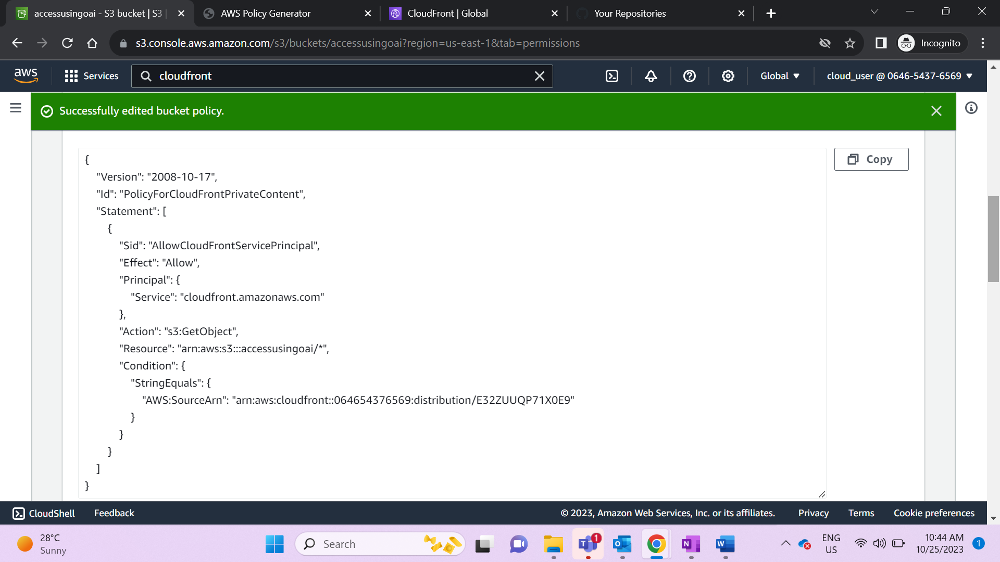 accessusingoai - S3 bucket | S3 |
AWS Policy Generator
CloudFront | Global
Your Repositories
s3.console.aws.amazon.com/s3/buckets/accessusingoai?region=us-east-1&tab=permissions
Incognito
aws
Services
cloudfront
Global
cloud_user @ 0646-5437-6569
Successfully edited bucket policy.
Copy
{
"Version": "2008-10-17",
"Id": "PolicyForCloudFrontPrivateContent",
"Statement": [
{
"Sid": "AllowCloudFrontServicePrincipal",
"Effect": "Allow",
"Principal": {
"Service": "cloudfront.amazonaws.com"
},
"Action": "s3:GetObject",
"Resource": "arn:aws:s3:::accessusingoai/*",
"Condition": {
"StringEquals": {
"AWS:SourceArn": "arn:aws:cloudfront::064654376569:distribution/E32ZUUQP71X0E9"
}
}
}
]
}
CloudShell
Feedback
© 2023, Amazon Web Services, Inc. or its affiliates.
Privacy
Terms
Cookie preferences
28°C
Sunny
Search
1
ENG
US
10:44 AM
10/25/2023
1